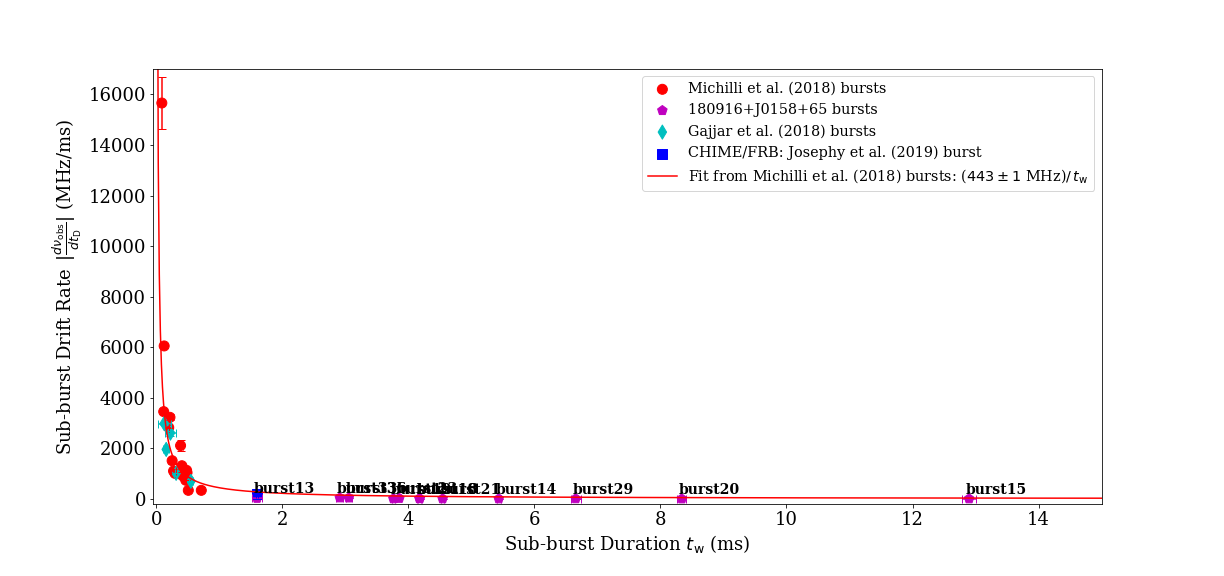 16000
14000
12000
10000
8000
6000
4000
2000
0
Sub-burst Drift Rate |dν_obs/dt_D| (MHz/ms)
Michilli et al. (2018) bursts
180916+J0158+65 bursts
Gajjar et al. (2018) bursts
CHIME/FRB: Josephy et al. (2019) burst
Fit from Michilli et al. (2018) bursts: (443 ± 1 MHz)/t_w
burst13
burst14
burst29
burst20
burst15
0 2 4 6 8 10 12 14
Sub-burst Duration t_w (ms)